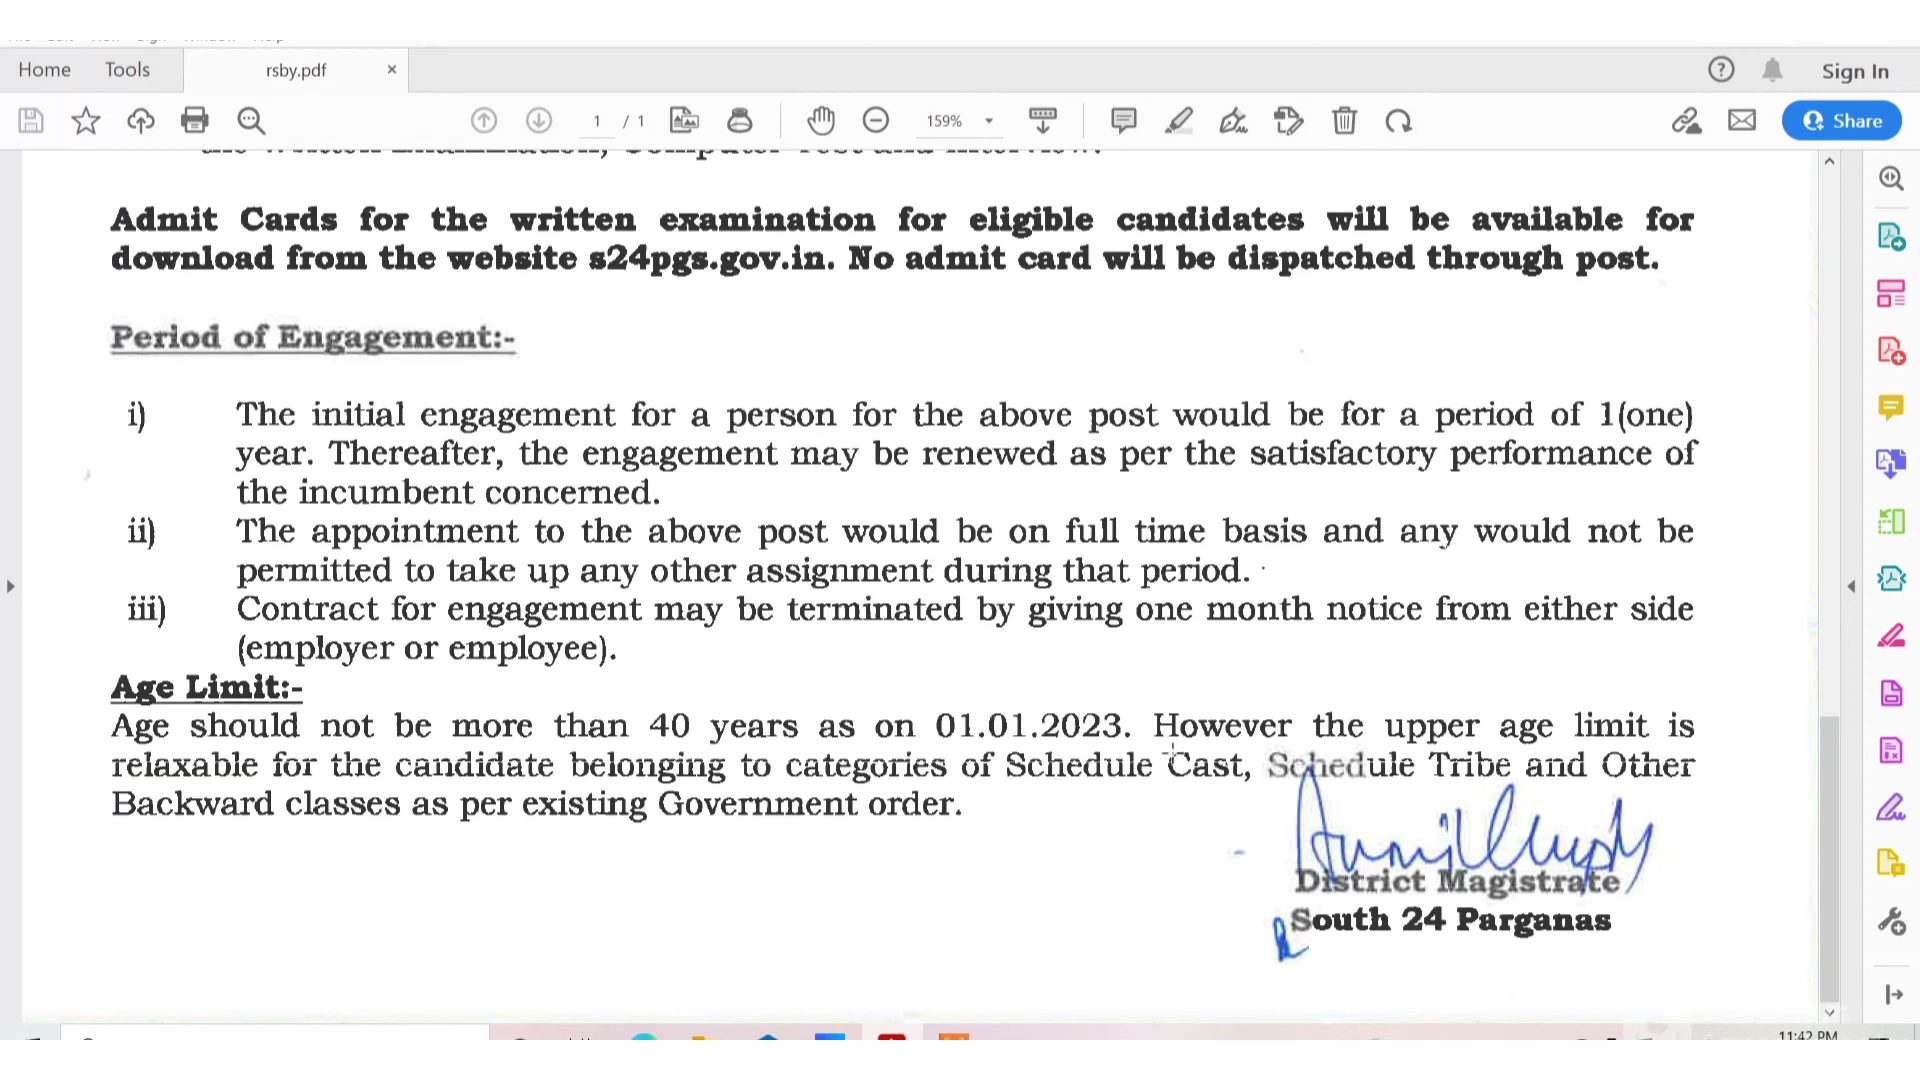 Home Tools rsby.pdf × Sign In
1 / 1 159% Share
the Written Examination, Computer Test and Interview.
Admit Cards for the written examination for eligible candidates will be available for
download from the website s24pgs.gov.in. No admit card will be dispatched through post.
Period of Engagement:-
i) The initial engagement for a person for the above post would be for a period of 1(one)
year. Thereafter, the engagement may be renewed as per the satisfactory performance of
the incumbent concerned.
ii) The appointment to the above post would be on full time basis and any would not be
permitted to take up any other assignment during that period.
iii) Contract for engagement may be terminated by giving one month notice from either side
(employer or employee).
Age Limit:-
Age should not be more than 40 years as on 01.01.2023. However the upper age limit is
relaxable for the candidate belonging to categories of Schedule Cast, Schedule Tribe and Other
Backward classes as per existing Government order.
District Magistrate
South 24 Parganas
11:42 PM